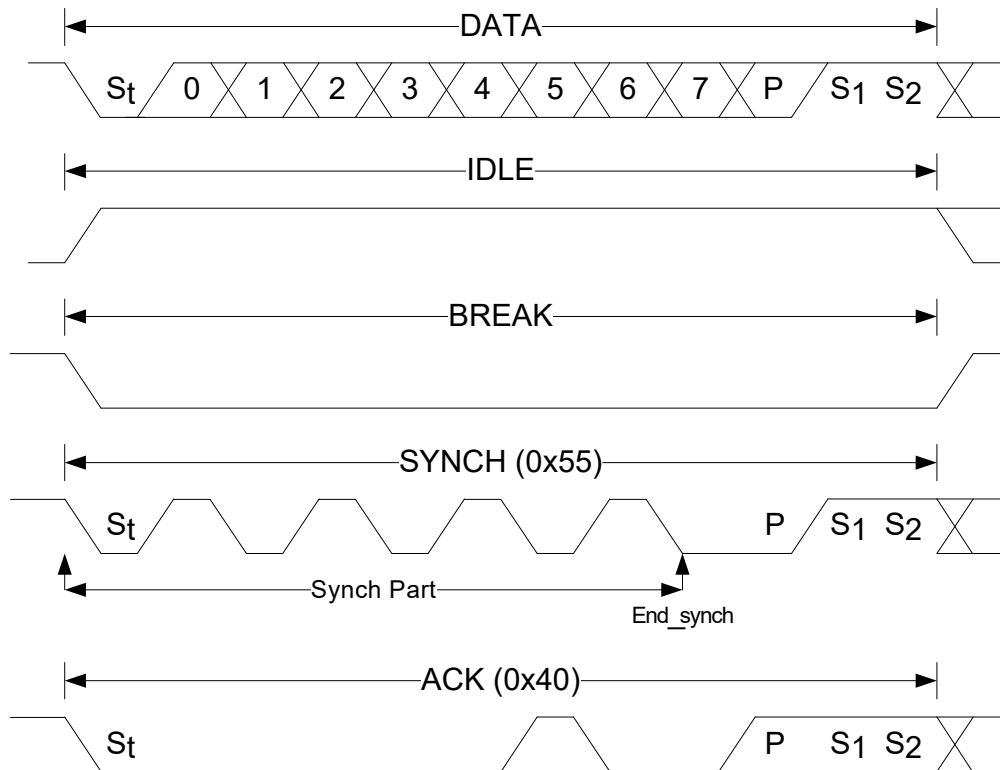 DATA
St 0 1 2 3 4 5 6 7 P S1 S2
IDLE
BREAK
SYNCH (0x55)
St P S1 S2
Synch Part
End_synch
ACK (0x40)
St P S1 S2